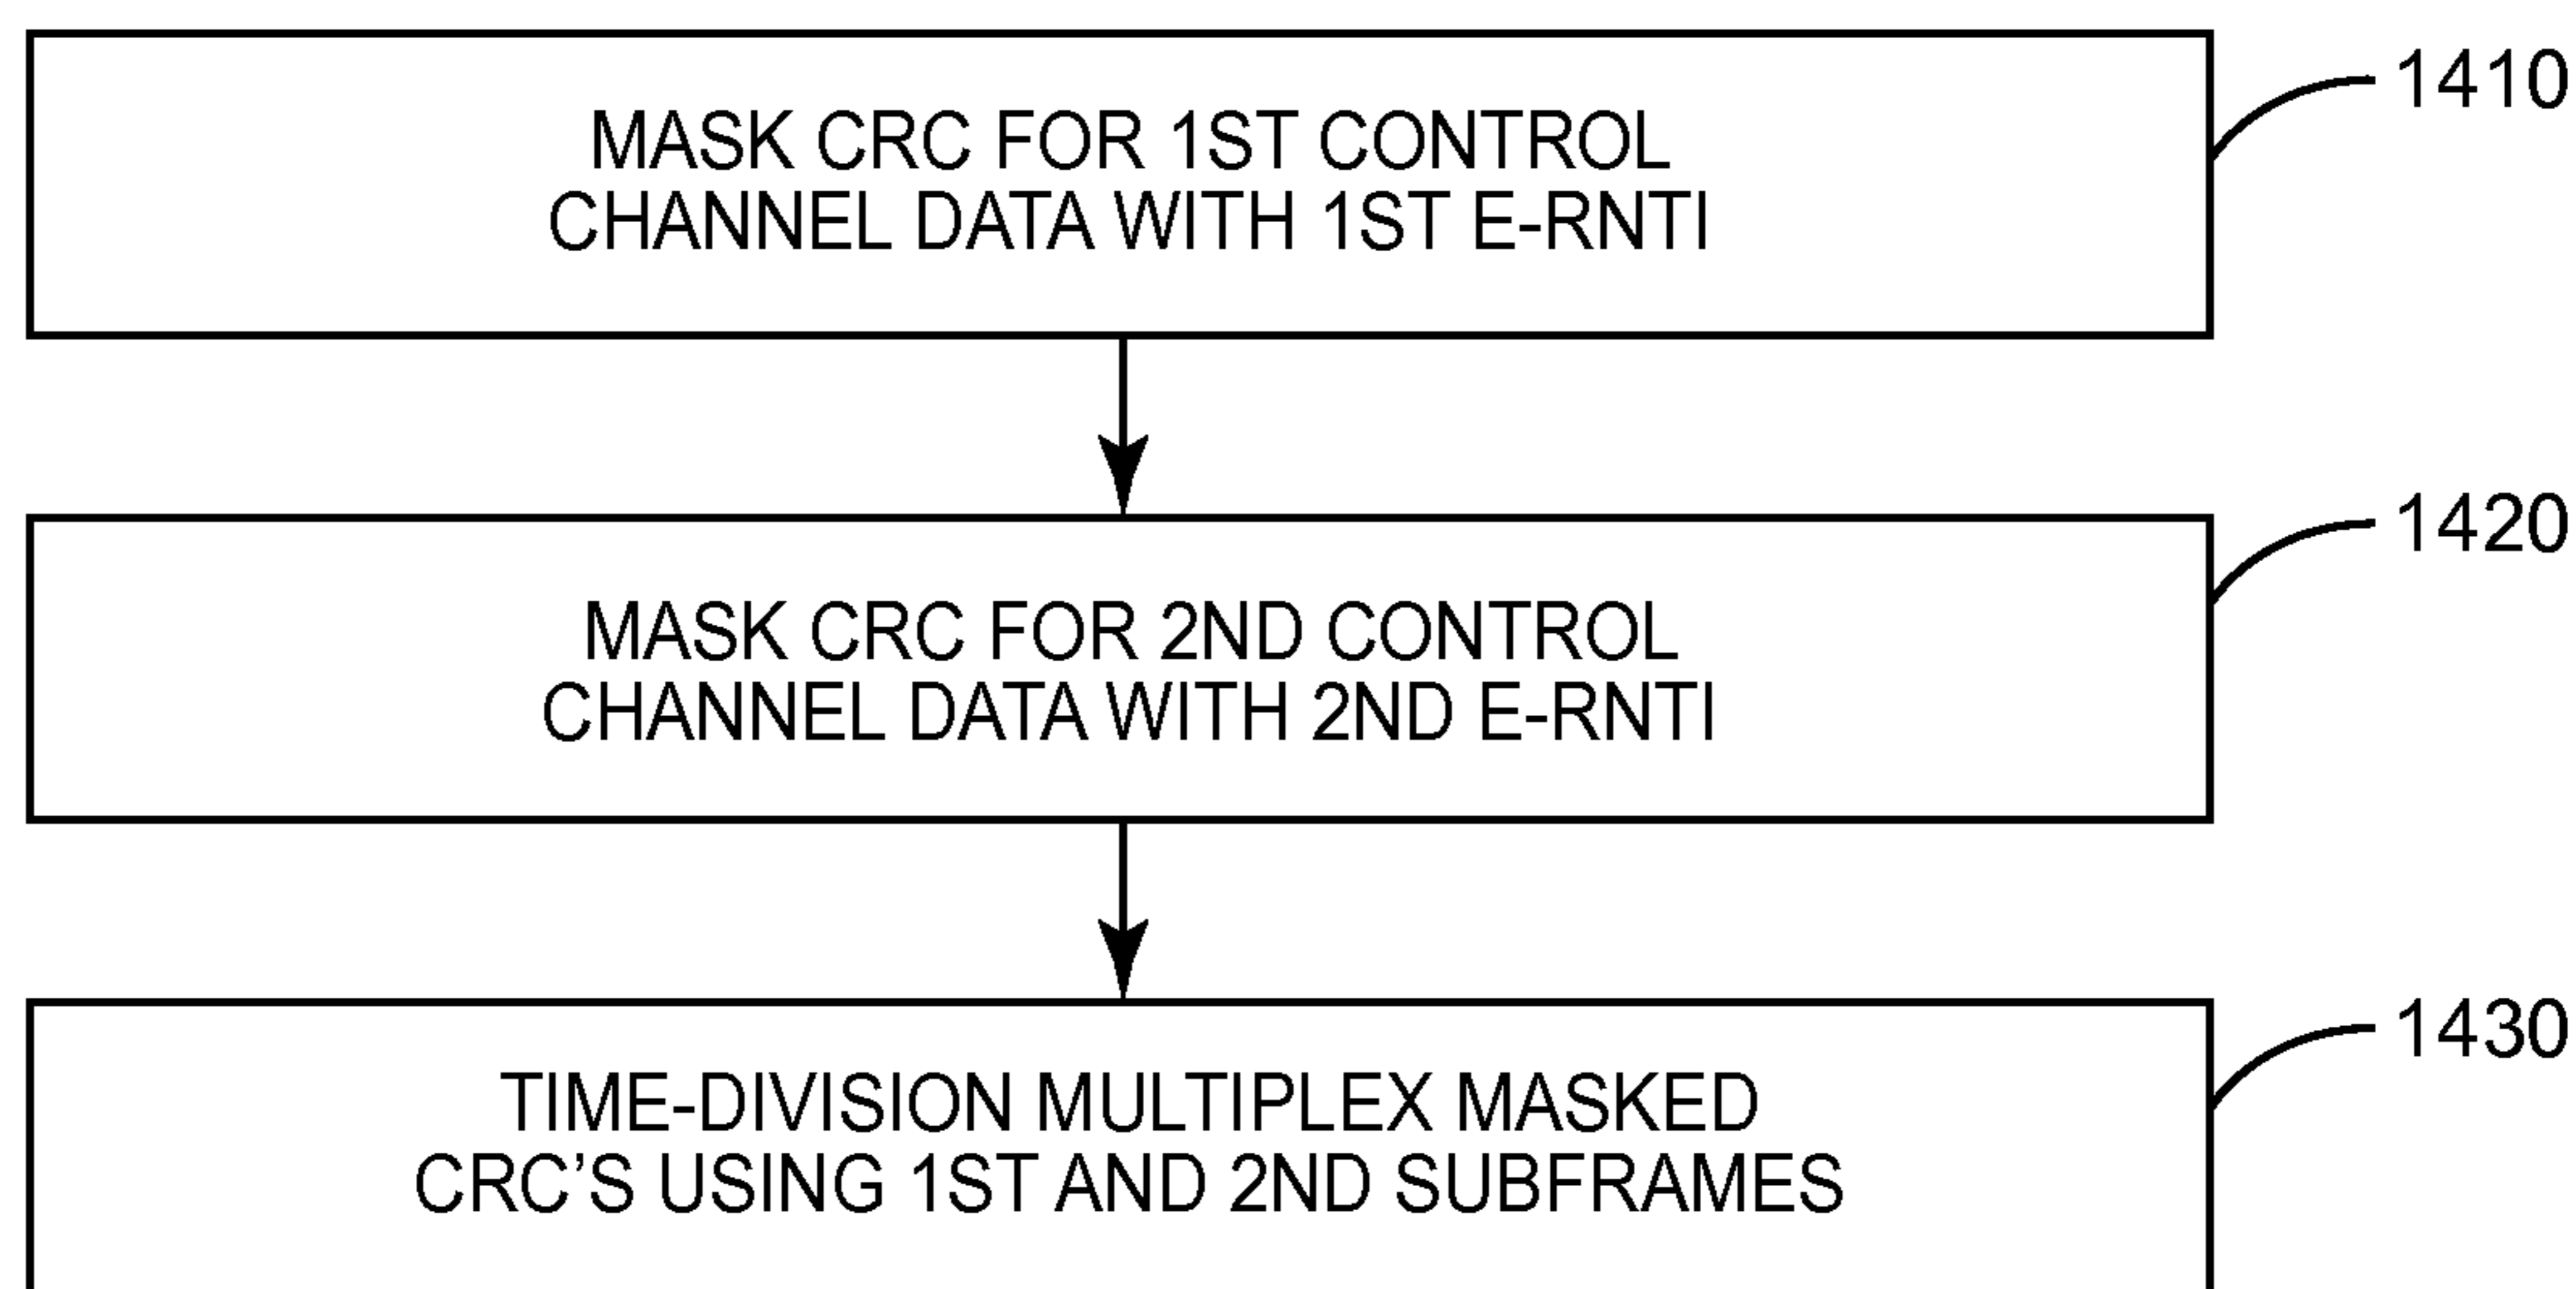 MASK CRC FOR 1ST CONTROL
CHANNEL DATA WITH 1ST E-RNTI
1410
MASK CRC FOR 2ND CONTROL
CHANNEL DATA WITH 2ND E-RNTI
1420
TIME-DIVISION MULTIPLEX MASKED
CRC’S USING 1ST AND 2ND SUBFRAMES
1430